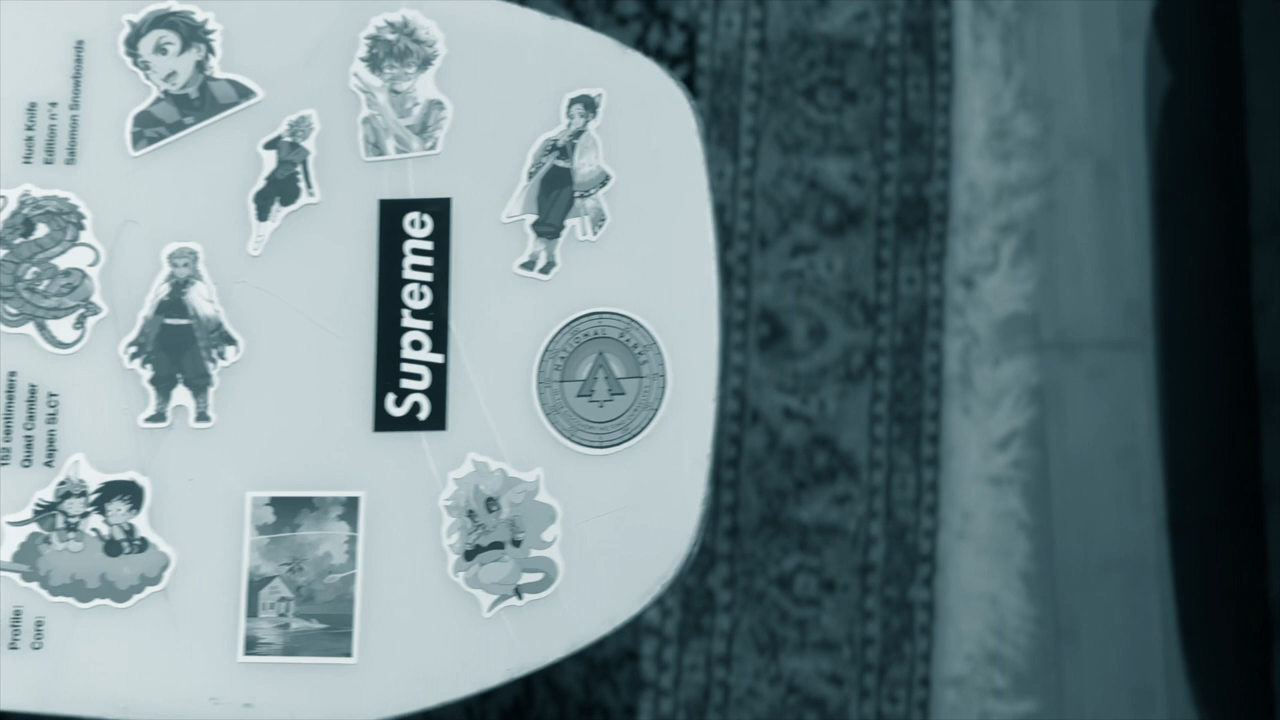 Huck Knife
Edition n°4
Salomon Snowboards
152 centimeters
Quad Camber
Aspen SLCT
Profile:
Core:
Supreme
NATIONAL PARKS